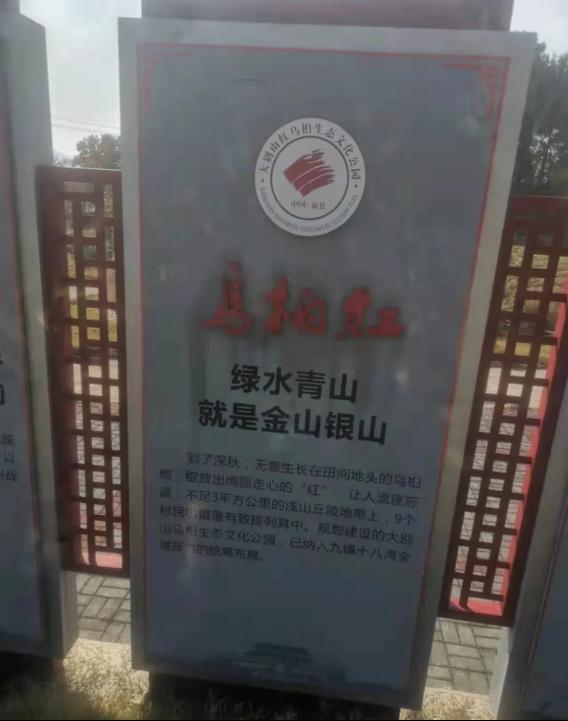 大别山红乌桕生态文化公园
中国·新县
乌桕红
绿水青山
就是金山银山
到了深秋，无意生长在田间地头的乌桕
树，绽放出绚丽走心的“红” 让人流连忘
返，不足3平方公里的浅山丘陵地带上，9个
村民组错落有致排列其中。规划建设的大别
山乌桕生态文化公园，已纳入九镇十八湾全
域 的统筹布局。